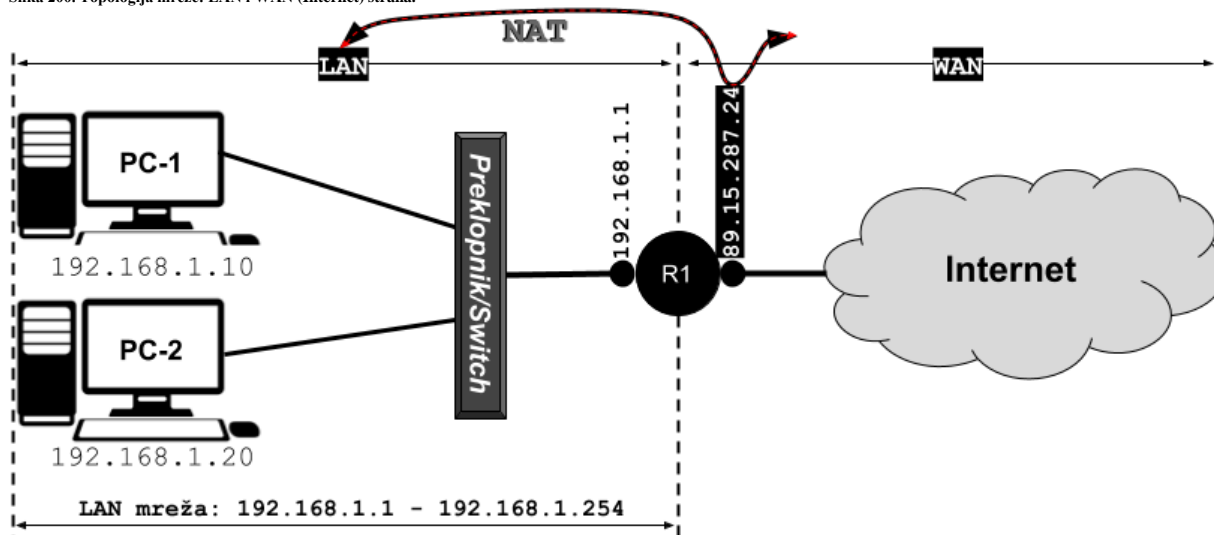 Slika 200. Topologija mreže: LAN i WAN (Internet) strana.
NAT
LAN
WAN
PC-1
192.168.1.10
PC-2
192.168.1.20
Preklopnik/Switch
192.168.1.1
R1
89.15.287.24
Internet
LAN mreža: 192.168.1.1 - 192.168.1.254